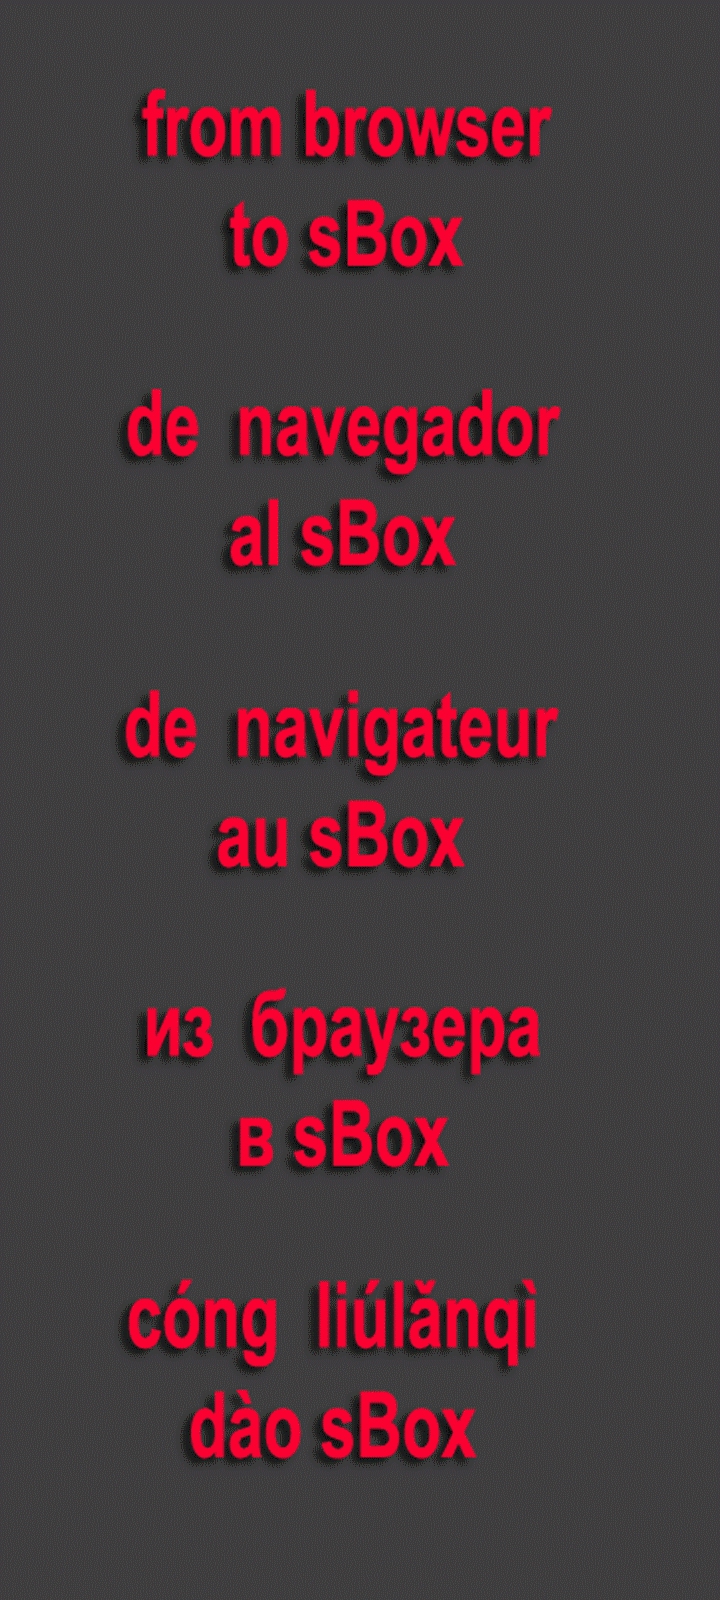 from browser
to sBox
de navegador
al sBox
de navigateur
au sBox
из браузера
в sBox
cóng liúlǎnqì
dào sBox